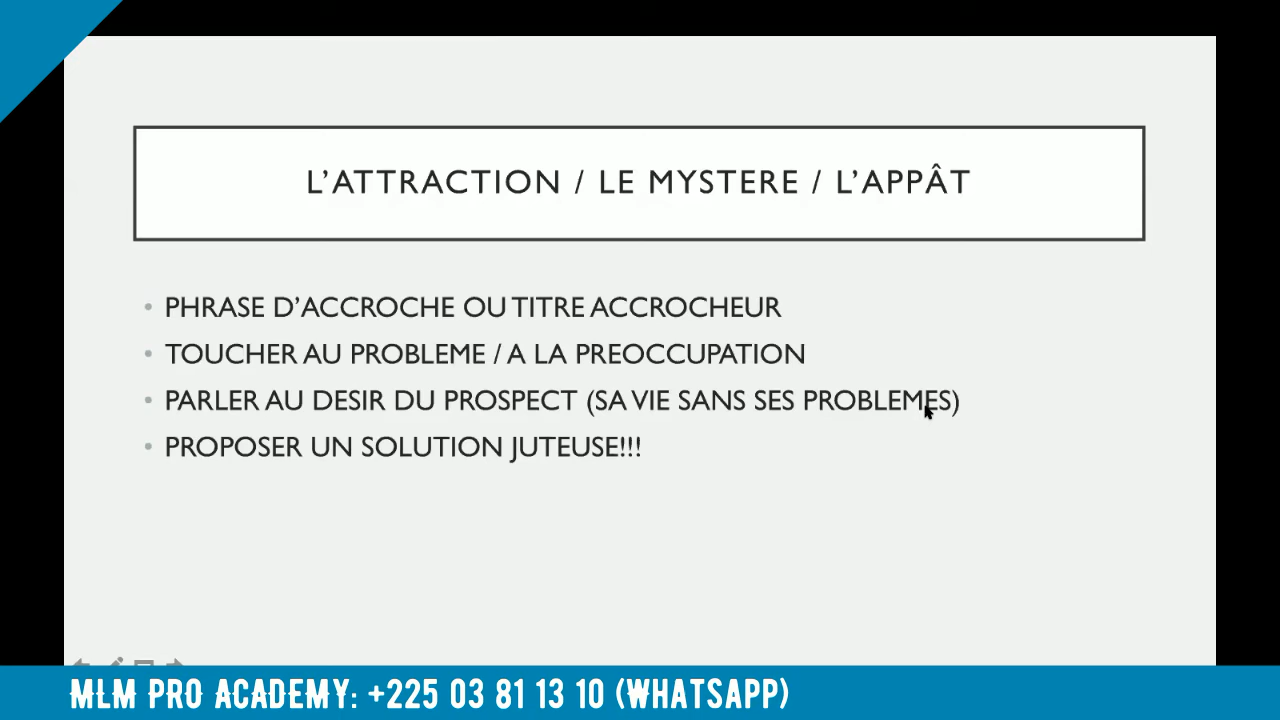 L’ATTRACTION / LE MYSTERE / L’APPÂT
• PHRASE D’ACCROCHE OU TITRE ACCROCHEUR
• TOUCHER AU PROBLEME / A LA PREOCCUPATION
• PARLER AU DESIR DU PROSPECT (SA VIE SANS SES PROBLEMES)
• PROPOSER UN SOLUTION JUTEUSE!!!
MLM PRO ACADEMY: +225 03 81 13 10 (WHATSAPP)